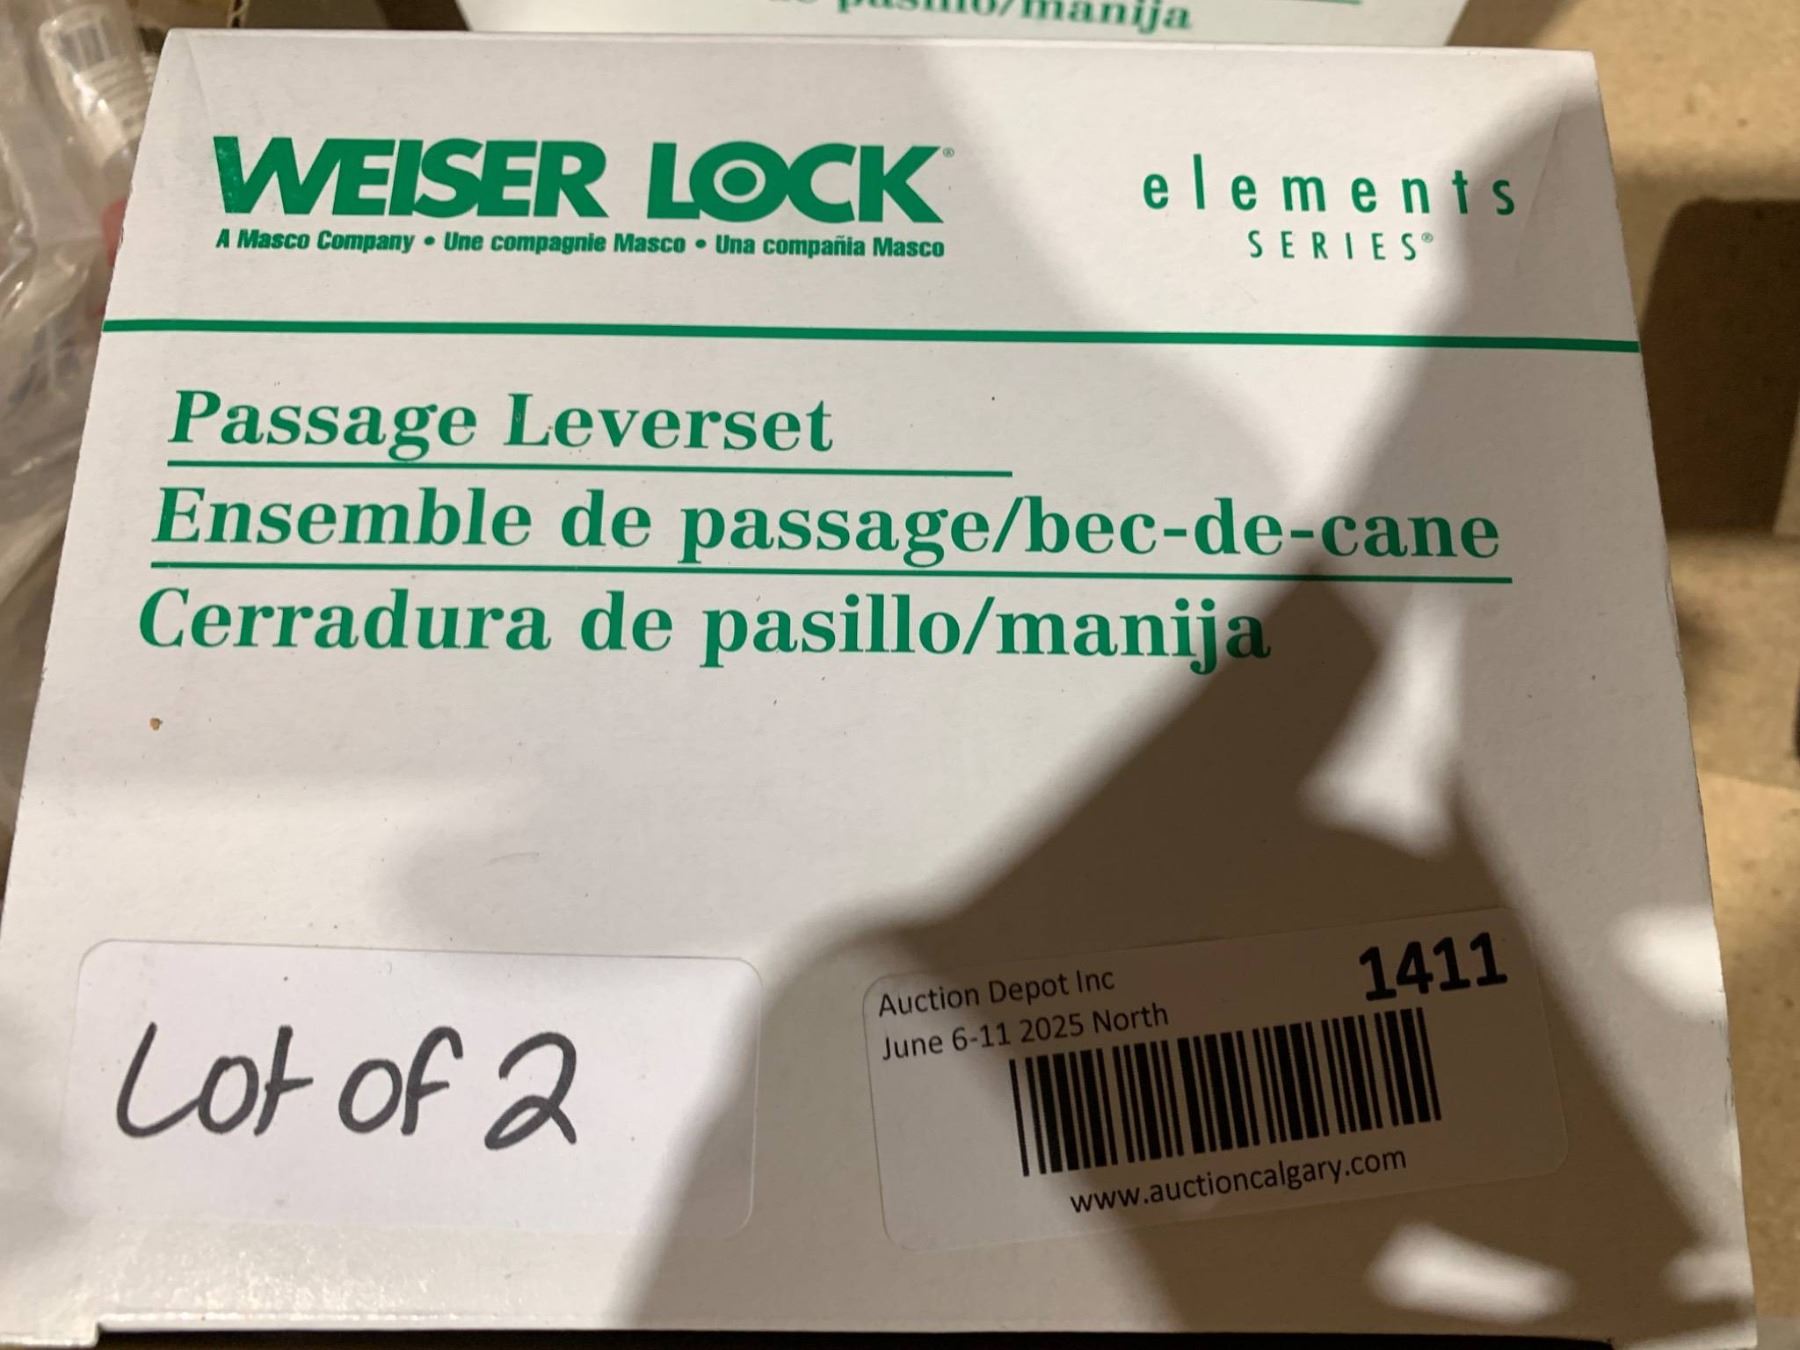 pasillo/manija
WEISER LOCK®
A Masco Company • Une compagnie Masco • Una compañia Masco
elements
SERIES®
Passage Leverset
Ensemble de passage/bec-de-cane
Cerradura de pasillo/manija
Lot of 2
Auction Depot Inc
1411
June 6-11 2025 North
www.auctioncalgary.com